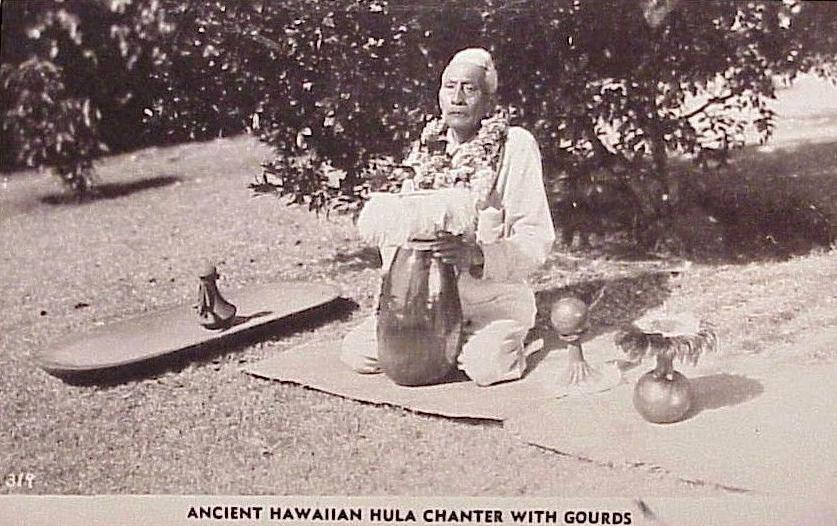 319
ANCIENT HAWAIIAN HULA CHANTER WITH GOURDS